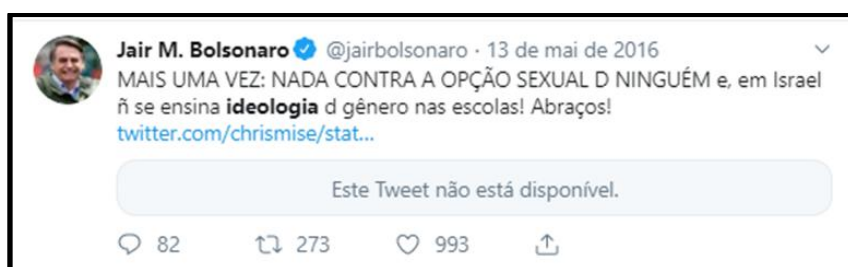 Jair M. Bolsonaro @jairbolsonaro · 13 de mai de 2016
MAIS UMA VEZ: NADA CONTRA A OPÇÃO SEXUAL D NINGUÉM e, em Israel
ñ se ensina ideologia d gênero nas escolas! Abraços!
twitter.com/chrismise/stat...
Este Tweet não está disponível.
82 273 993